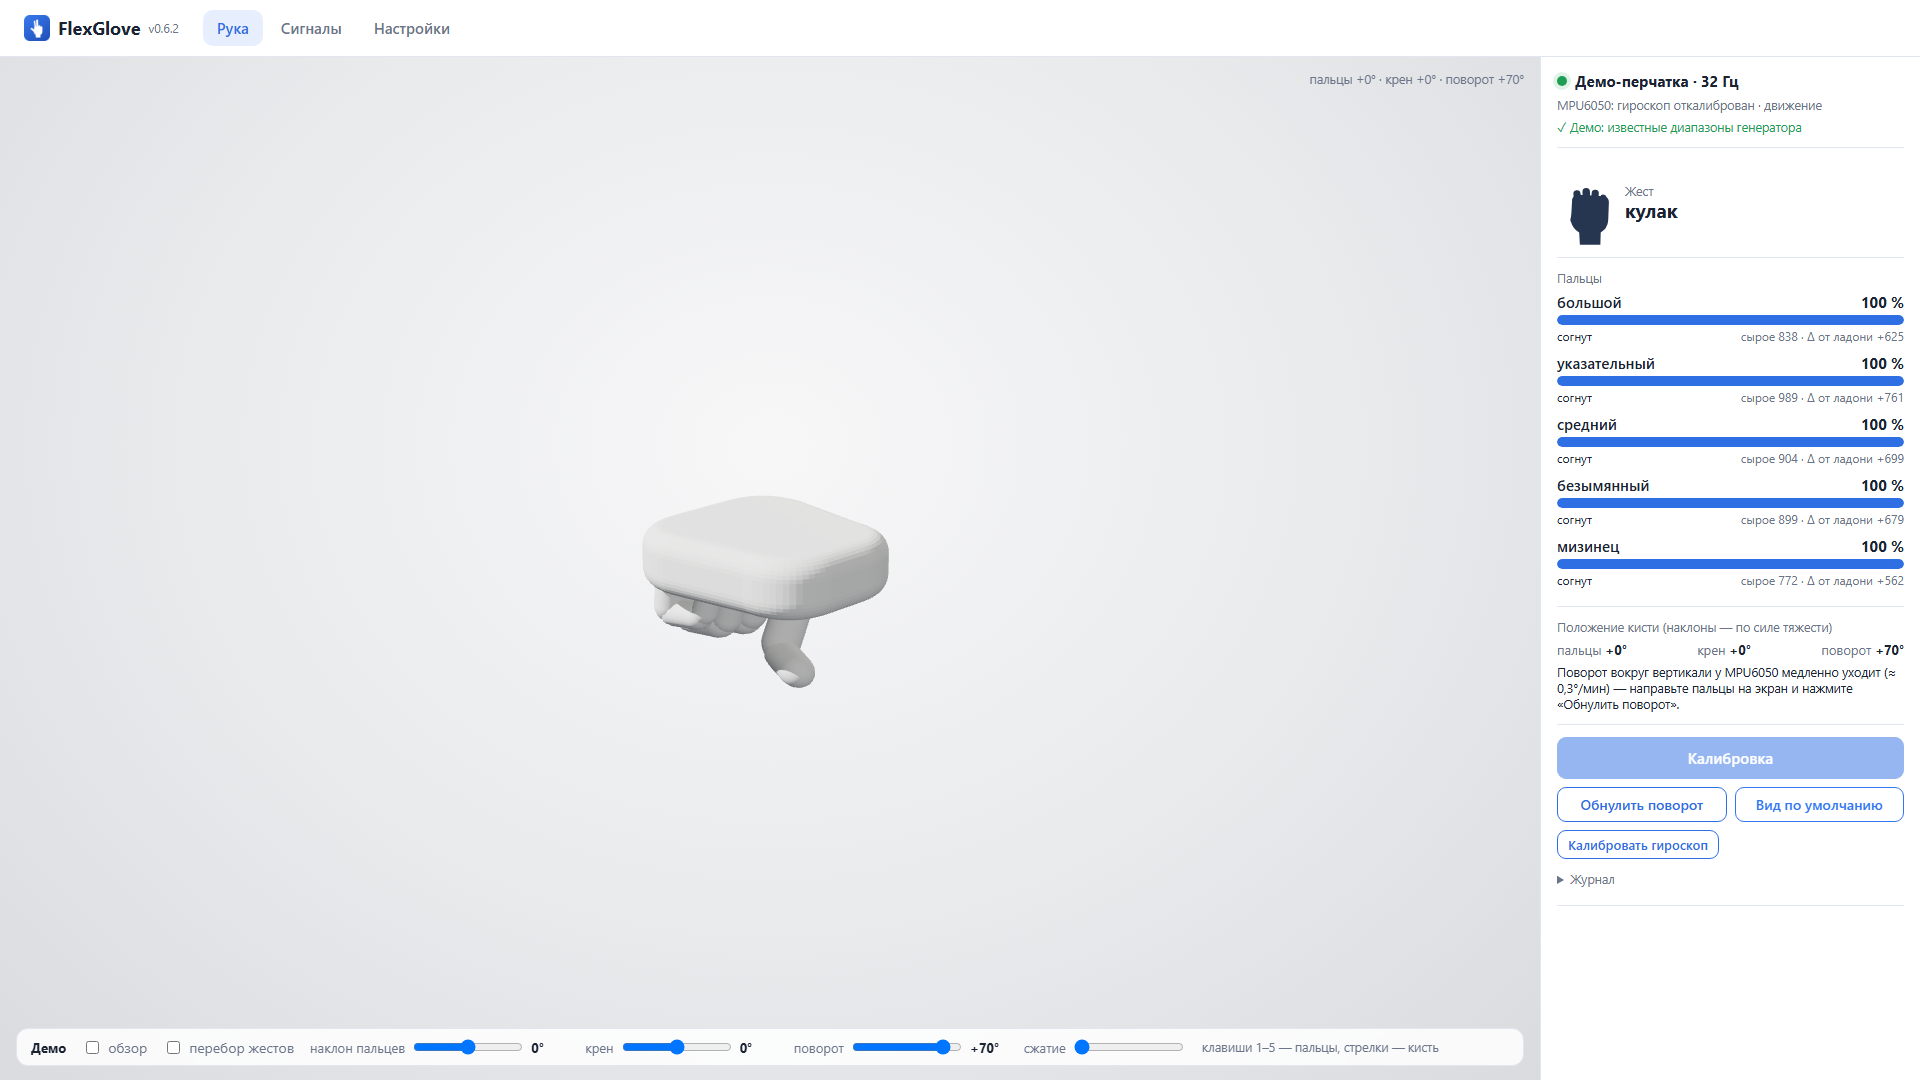 FlexGlove v0.6.2
Рука
Сигналы
Настройки
пальцы +0° · крен +0° · поворот +70°
Демо-перчатка · 32 Гц
MPU6050: гироскоп откалиброван · движение
✓ Демо: известные диапазоны генератора
Жест
кулак
Пальцы
большой 100 %
согнут сырое 838 · Δ от ладони +625
указательный 100 %
согнут сырое 989 · Δ от ладони +761
средний 100 %
согнут сырое 904 · Δ от ладони +699
безымянный 100 %
согнут сырое 899 · Δ от ладони +679
мизинец 100 %
согнут сырое 772 · Δ от ладони +562
Положение кисти (наклоны — по силе тяжести)
пальцы +0° крен +0° поворот +70°
Поворот вокруг вертикали у MPU6050 медленно уходит (≈
0,3°/мин) — направьте пальцы на экран и нажмите
«Обнулить поворот».
Калибровка
Обнулить поворот
Вид по умолчанию
Калибровать гироскоп
Журнал
Демо обзор перебор жестов наклон пальцев 0° крен 0° поворот +70° сжатие клавиши 1–5 — пальцы, стрелки — кисть